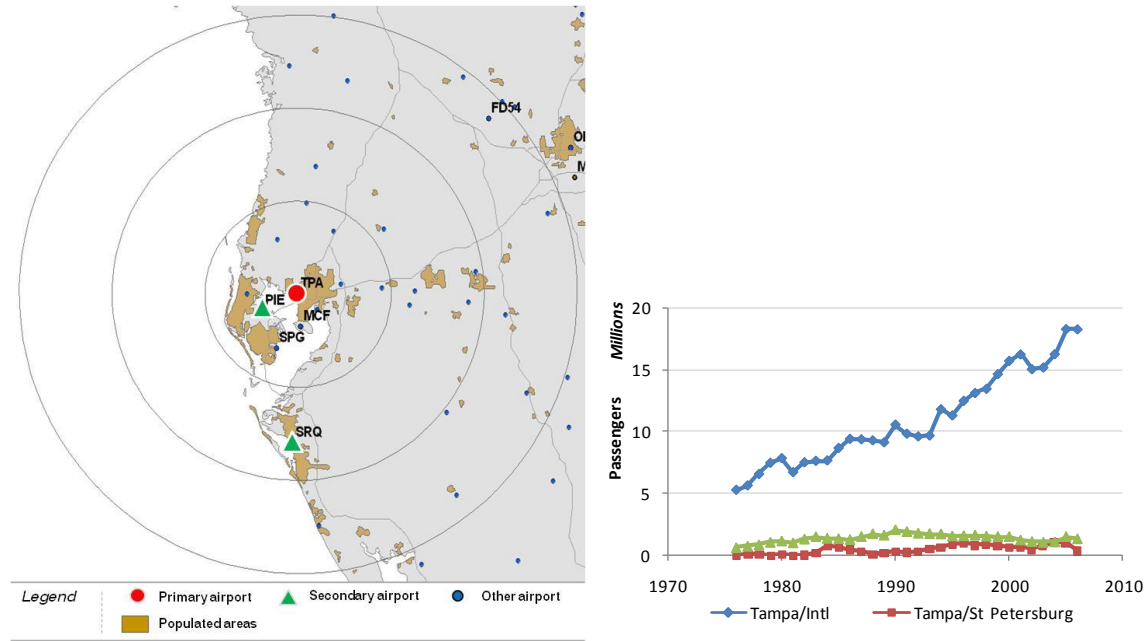 FD54
OI
M
TPA
PIE
MCF
SPG
SRQ
Legend
Primary airport
Secondary airport
Other airport
Populated areas
Millions
Passengers
20
15
10
5
0
1970
1980
1990
2000
2010
Tampa/Intl
Tampa/St Petersburg